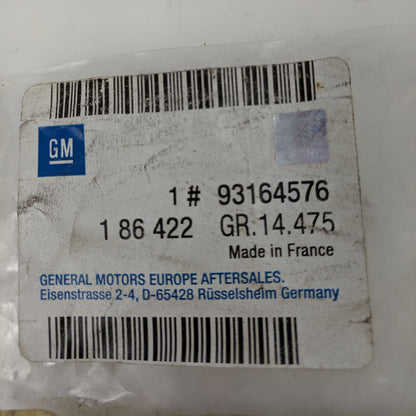 GM
1 # 93164576
1 86 422 GR.14.475
Made in France
GENERAL MOTORS EUROPE AFTERSALES.
Eisenstrasse 2-4, D-65428 Rüsselsheim Germany